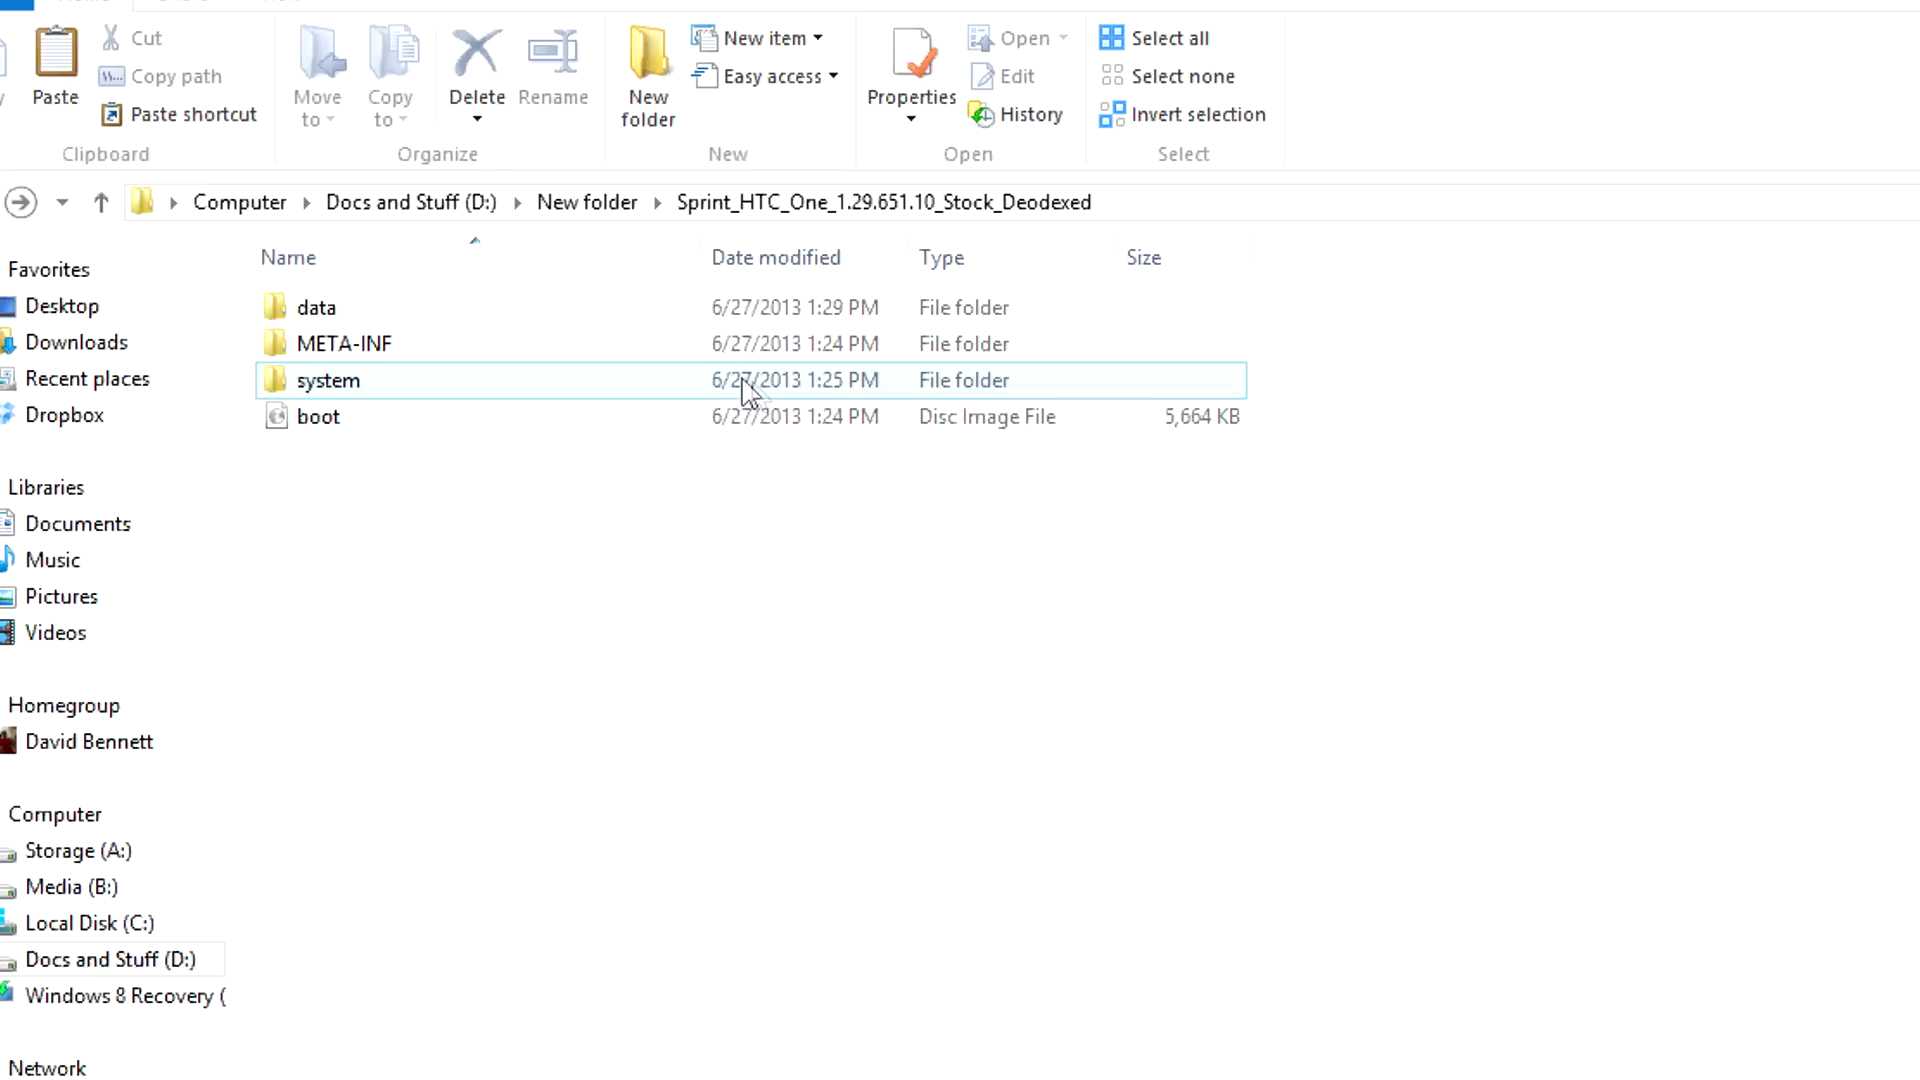 Cut
Copy path
Paste
Paste shortcut
Clipboard
Move to
Copy to
Delete
Rename
Organize
New folder
New item
Easy access
New
Properties
Open
Edit
History
Open
Select all
Select none
Invert selection
Select
Computer Docs and Stuff (D:) New folder Sprint_HTC_One_1.29.651.10_Stock_Deodexed
Name Date modified Type Size
data 6/27/2013 1:29 PM File folder
META-INF 6/27/2013 1:24 PM File folder
system 6/27/2013 1:25 PM File folder
boot 6/27/2013 1:24 PM Disc Image File 5,664 KB
Favorites
Desktop
Downloads
Recent places
Dropbox
Libraries
Documents
Music
Pictures
Videos
Homegroup
David Bennett
Computer
Storage (A:)
Media (B:)
Local Disk (C:)
Docs and Stuff (D:)
Windows 8 Recovery (
Network